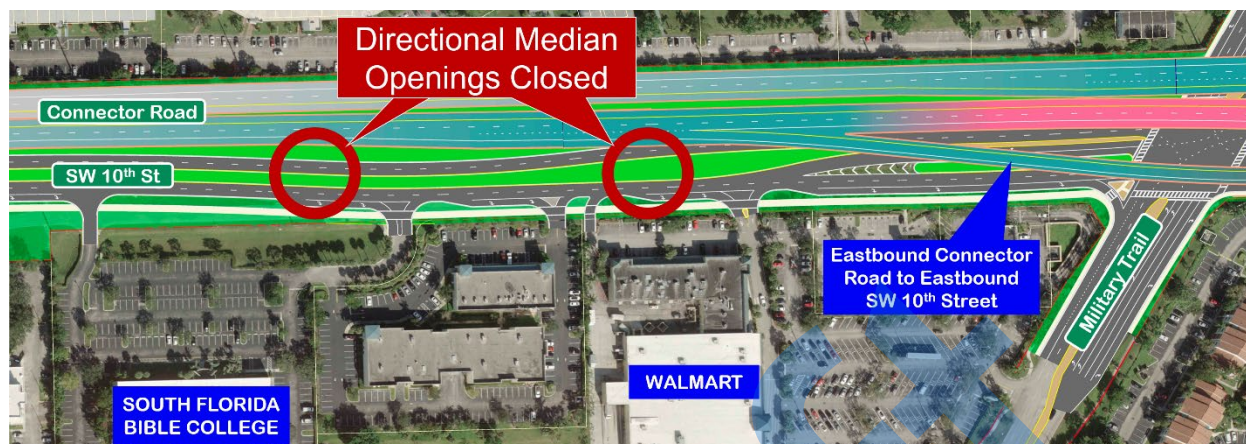 Directional Median
Openings Closed
Connector Road
SW 10th St
Eastbound Connector
Road to Eastbound
SW 10th Street
Military Trail
SOUTH FLORIDA
BIBLE COLLEGE
WALMART